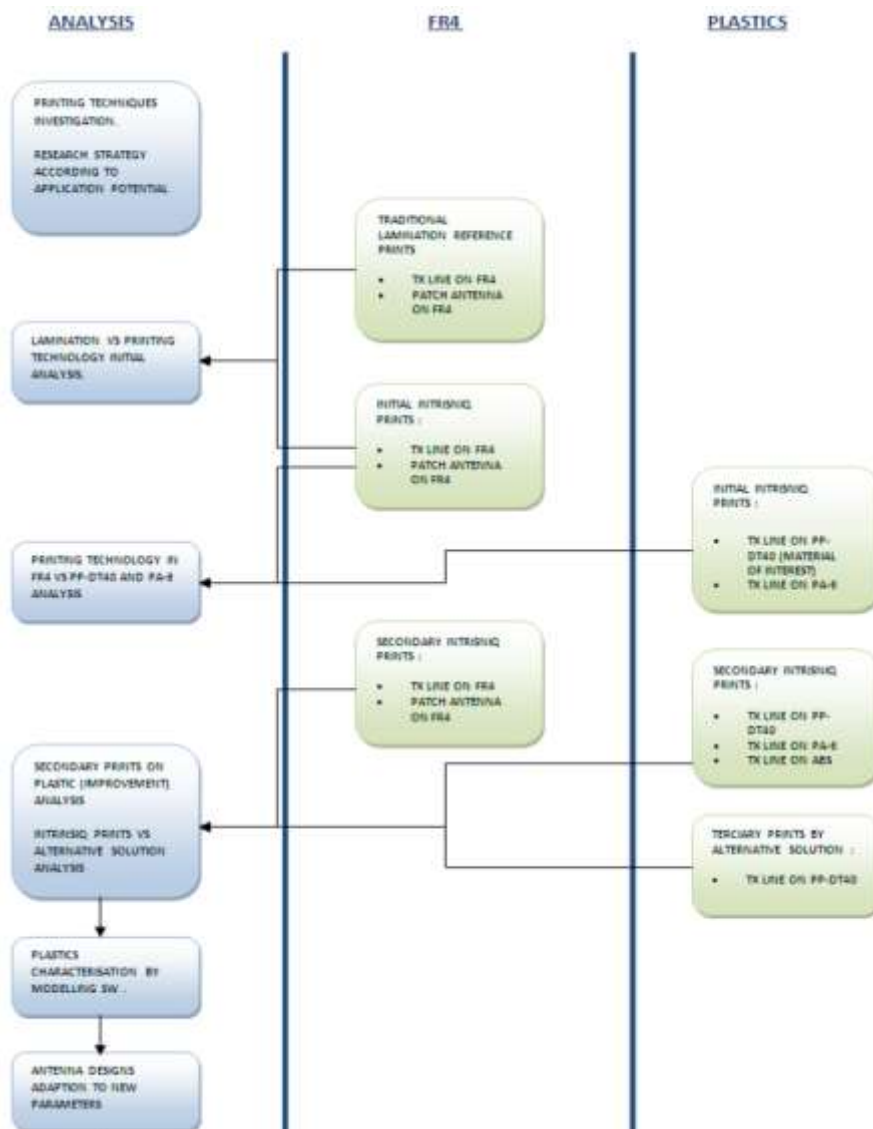 ANALYSIS
FR4
PLASTICS
PRINTING TECHNIQUES
INVESTIGATION.
RESEARCH STRATEGY
ACCORDING TO
APPLICATION POTENTIAL
TRADITIONAL
LAMINATION REFERENCE
PRINTS
• TX LINE ON FR4
• PATCH ANTENNA
ON FR4
LAMINATION VS PRINTING
TECHNOLOGY INITIAL
ANALYSIS.
INITIAL INTRISNIQ
PRINTS :
• TX LINE ON FR4
• PATCH ANTENNA
ON FR4
INITIAL INTRISNIQ
PRINTS :
• TX LINE ON PP-
DT40 (MATERIAL
OF INTEREST)
• TX LINE ON PA-6
PRINTING TECHNOLOGY IN
FR4 VS PP-DT40 AND PA-6
ANALYSIS
SECONDARY INTRISNIQ
PRINTS :
• TX LINE ON FR4
• PATCH ANTENNA
ON FR4
SECONDARY INTRISNIQ
PRINTS :
• TX LINE ON PP-
DT40
• TX LINE ON PA-6
• TX LINE ON ABS
SECONDARY PRINTS ON
PLASTIC (IMPROVEMENT)
ANALYSIS
INTRINSIQ PRINTS VS
ALTERNATIVE SOLUTION
ANALYSIS
TERCIARY PRINTS BY
ALTERNATIVE SOLUTION :
• TX LINE ON PP-DT40
PLASTICS
CHARACTERISATION BY
MODELLING SW .
ANTENNA DESIGNS
ADAPTION TO NEW
PARAMETERS